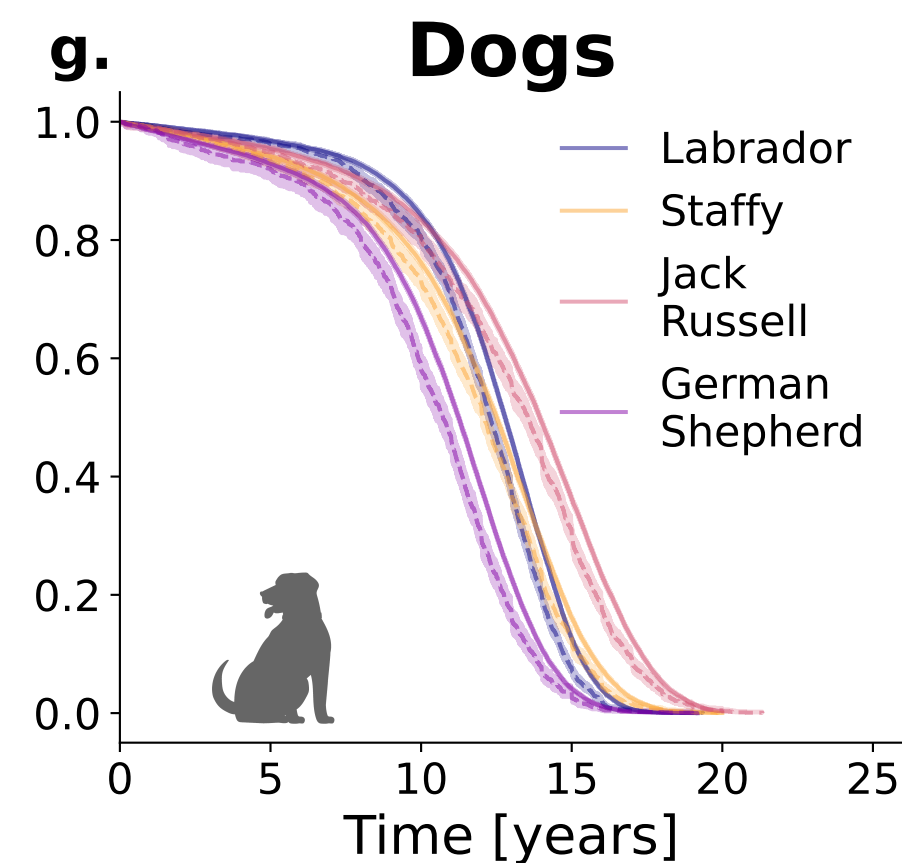 g.
Dogs
1.0
0.8
0.6
0.4
0.2
0.0
Labrador
Staffy
Jack
Russell
German
Shepherd
0 5 10 15 20 25
Time [years]